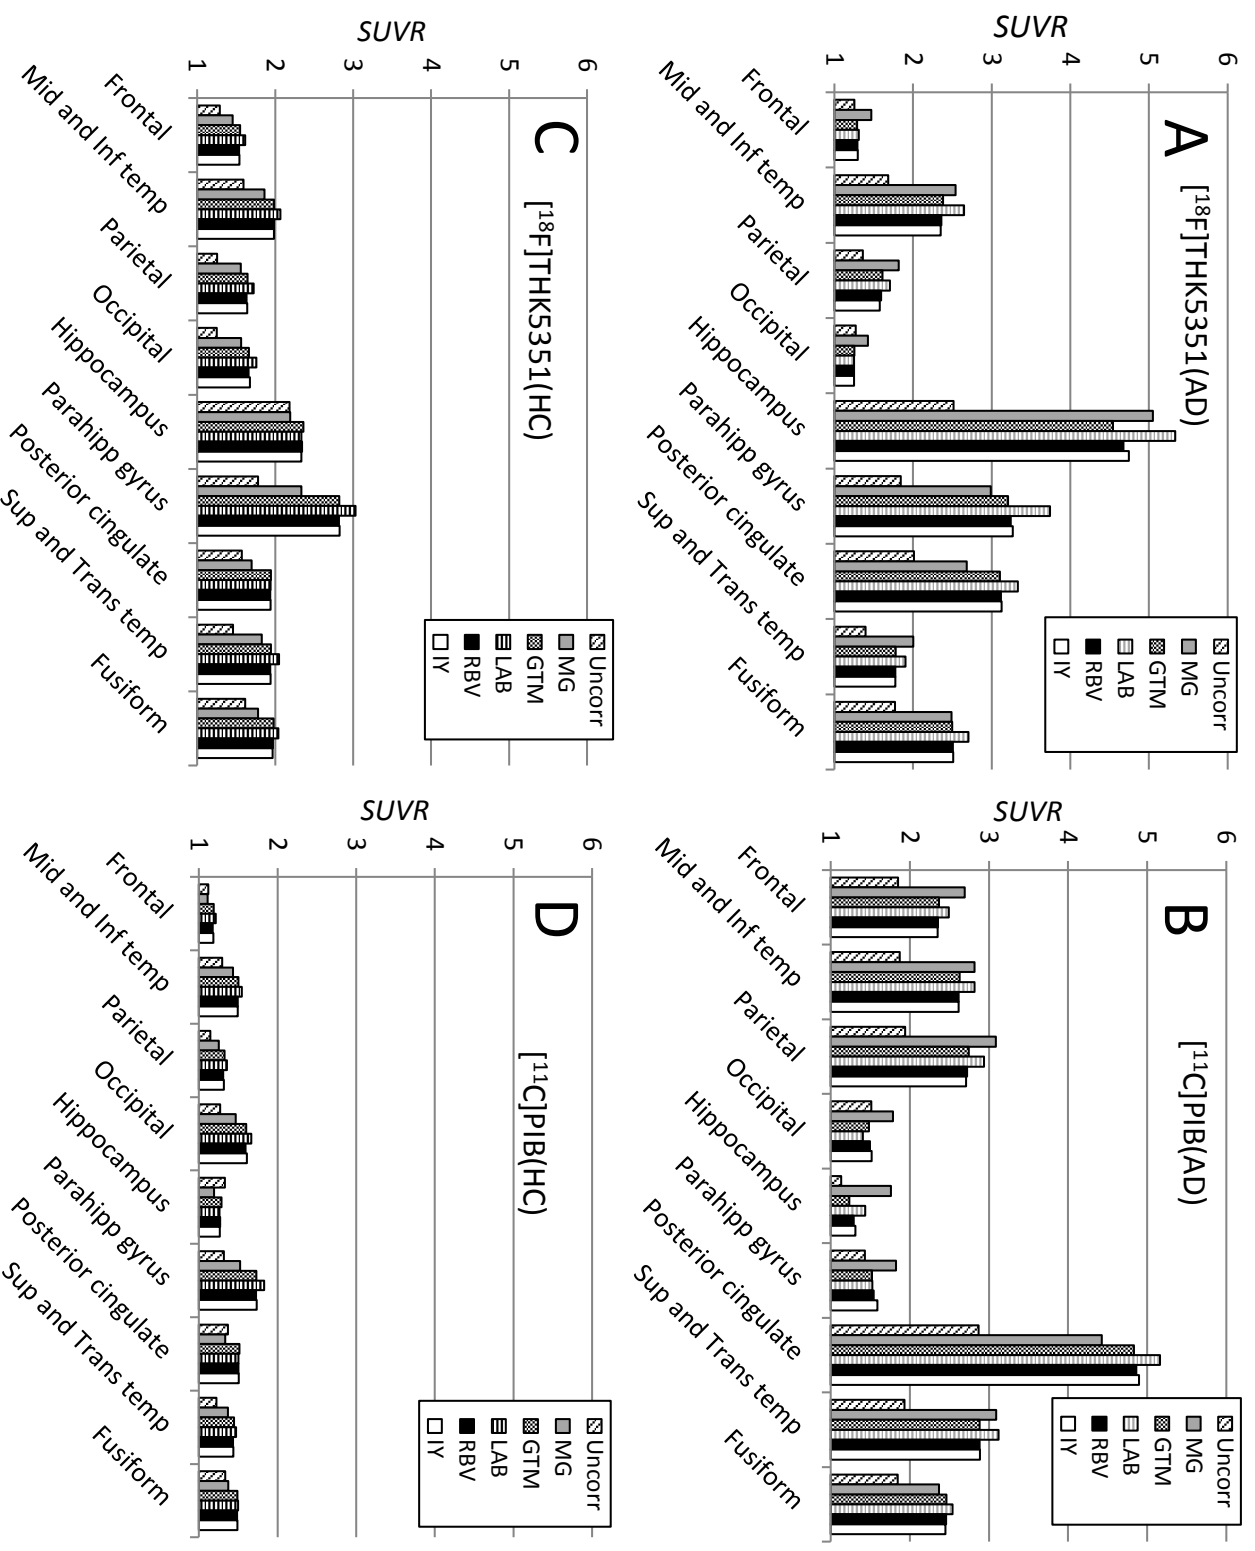 A
[18F]THK5351(AD)
SUVR
6
5
4
3
2
1
Frontal
Mid and Inf temp
Parietal
Occipital
Hippocampus
Parahipp gyrus
Posterior cingulate
Sup and Trans temp
Fusiform
Uncorr
MG
GTM
LAB
RBV
IY
B
[11C]PIB(AD)
SUVR
6
5
4
3
2
1
Frontal
Mid and Inf temp
Parietal
Occipital
Hippocampus
Parahipp gyrus
Posterior cingulate
Sup and Trans temp
Fusiform
Uncorr
MG
GTM
LAB
RBV
IY
C
[18F]THK5351(HC)
SUVR
6
5
4
3
2
1
Frontal
Mid and Inf temp
Parietal
Occipital
Hippocampus
Parahipp gyrus
Posterior cingulate
Sup and Trans temp
Fusiform
Uncorr
MG
GTM
LAB
RBV
IY
D
[11C]PIB(HC)
SUVR
6
5
4
3
2
1
Frontal
Mid and Inf temp
Parietal
Occipital
Hippocampus
Parahipp gyrus
Posterior cingulate
Sup and Trans temp
Fusiform
Uncorr
MG
GTM
LAB
RBV
IY